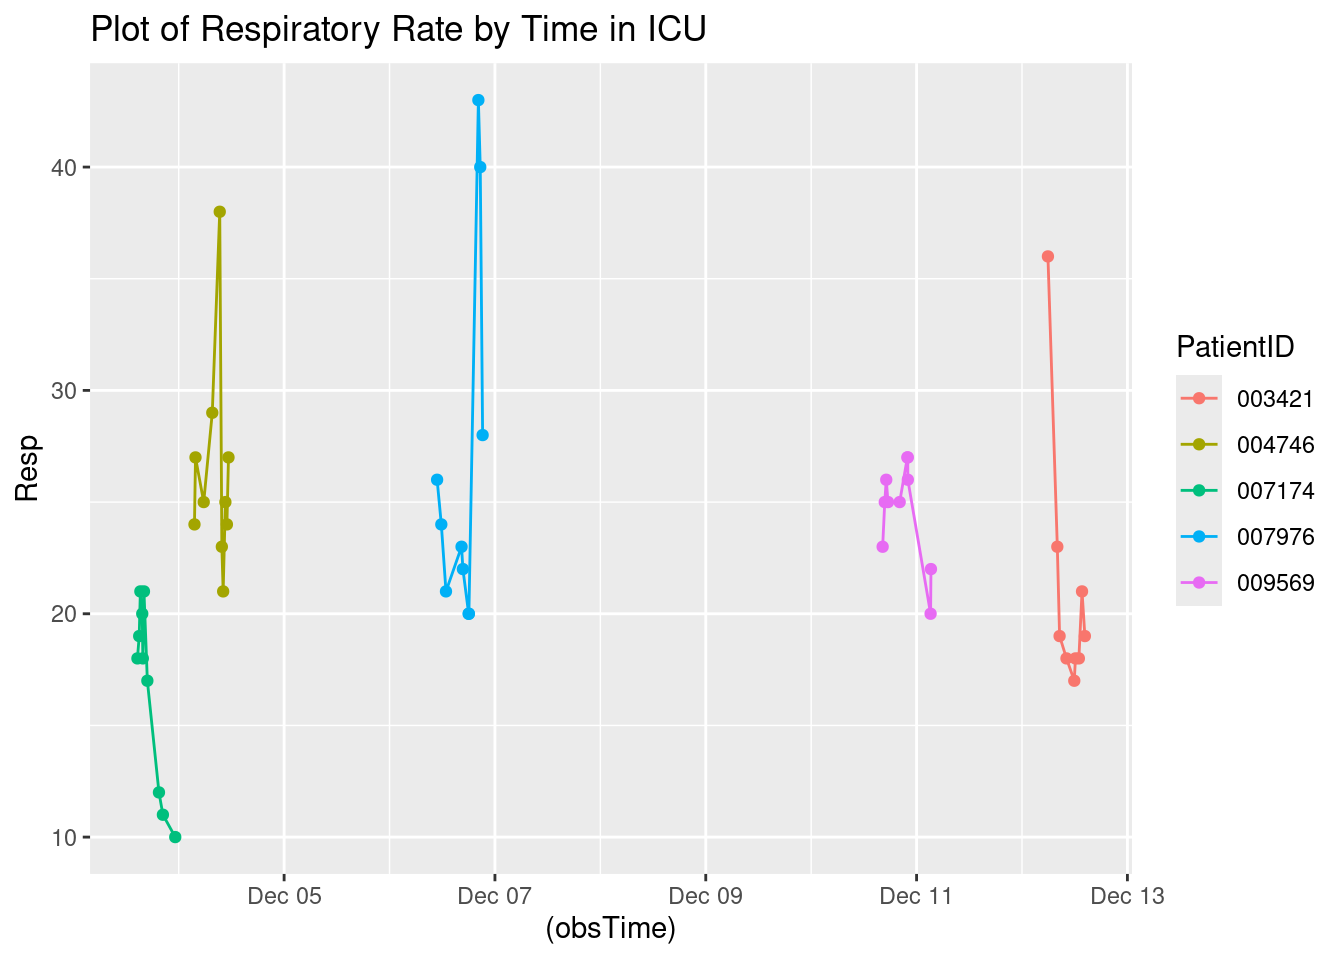 Plot of Respiratory Rate by Time in ICU
Resp
40
30
20
10
Dec 05
Dec 07
Dec 09
Dec 11
Dec 13
(obsTime)
PatientID
003421
004746
007174
007976
009569